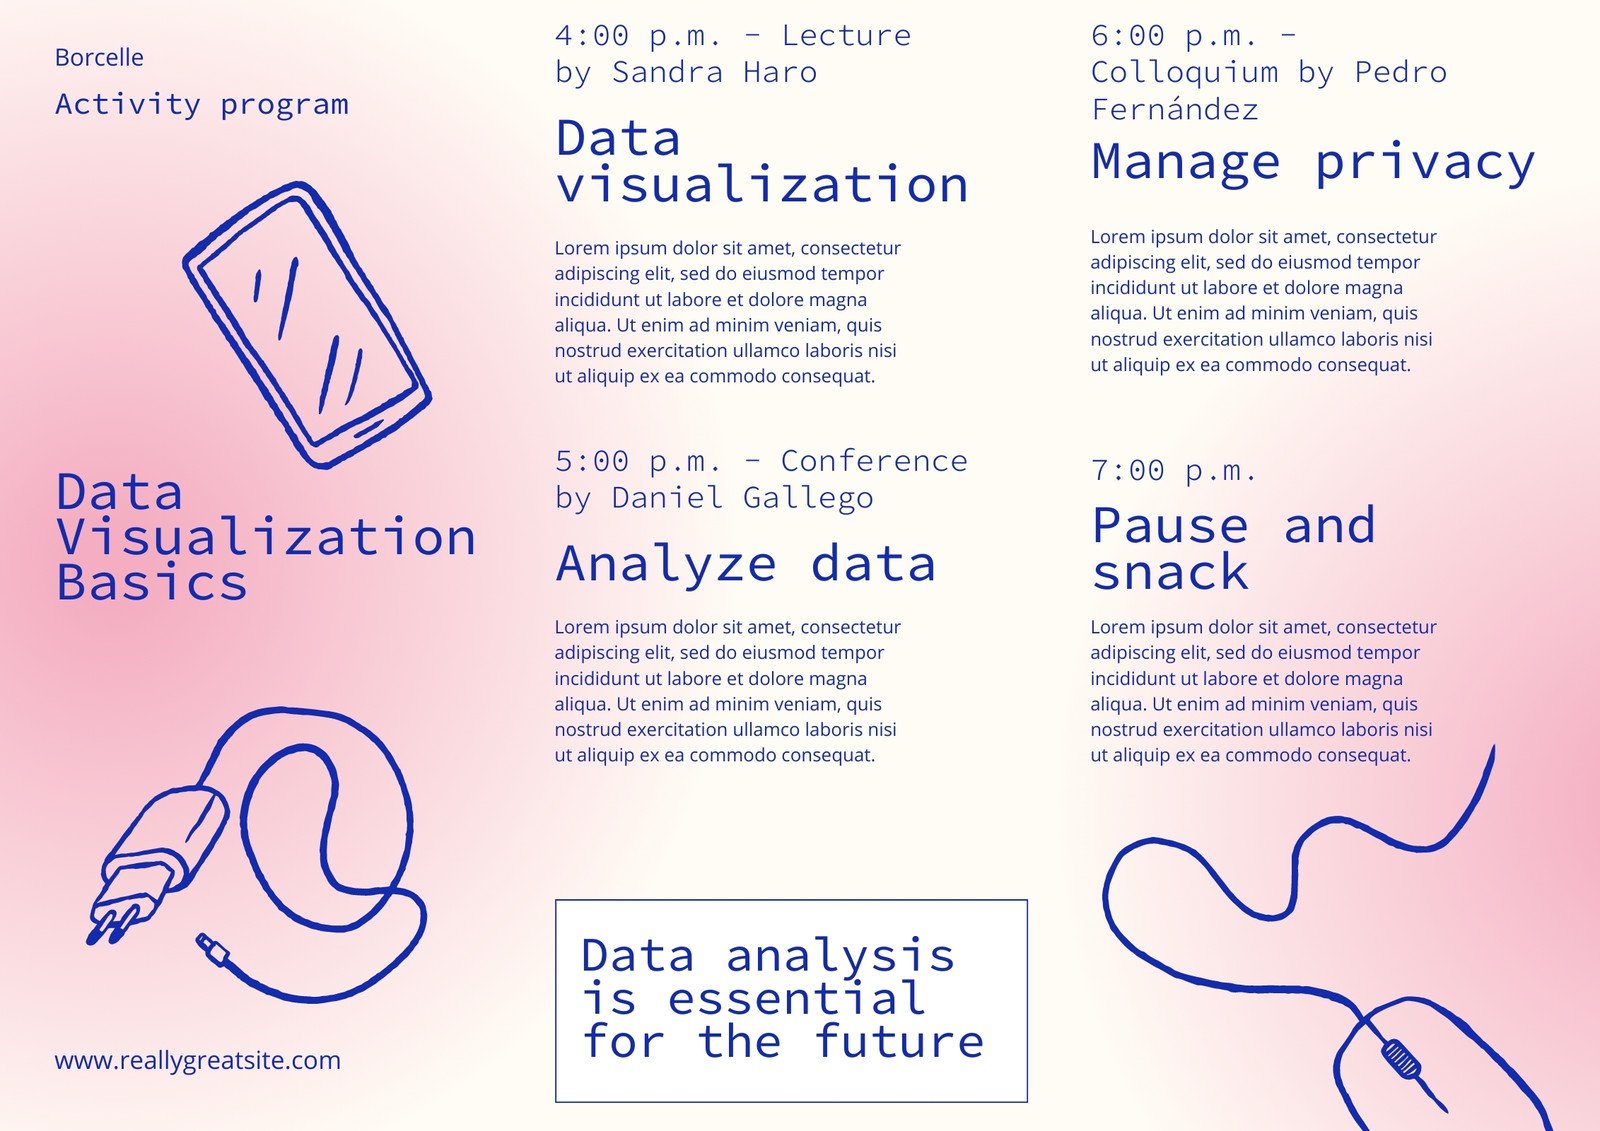 Borcelle
Activity program
Data
Visualization
Basics
www.reallygreatsite.com
4:00 p.m. - Lecture
by Sandra Haro
Data
visualization
Lorem ipsum dolor sit amet, consectetur
adipiscing elit, sed do eiusmod tempor
incididunt ut labore et dolore magna
aliqua. Ut enim ad minim veniam, quis
nostrud exercitation ullamco laboris nisi
ut aliquip ex ea commodo consequat.
5:00 p.m. - Conference
by Daniel Gallego
Analyze data
Lorem ipsum dolor sit amet, consectetur
adipiscing elit, sed do eiusmod tempor
incididunt ut labore et dolore magna
aliqua. Ut enim ad minim veniam, quis
nostrud exercitation ullamco laboris nisi
ut aliquip ex ea commodo consequat.
Data analysis
is essential
for the future
6:00 p.m. -
Colloquium by Pedro
Fernández
Manage privacy
Lorem ipsum dolor sit amet, consectetur
adipiscing elit, sed do eiusmod tempor
incididunt ut labore et dolore magna
aliqua. Ut enim ad minim veniam, quis
nostrud exercitation ullamco laboris nisi
ut aliquip ex ea commodo consequat.
7:00 p.m.
Pause and
snack
Lorem ipsum dolor sit amet, consectetur
adipiscing elit, sed do eiusmod tempor
incididunt ut labore et dolore magna
aliqua. Ut enim ad minim veniam, quis
nostrud exercitation ullamco laboris nisi
ut aliquip ex ea commodo consequat.